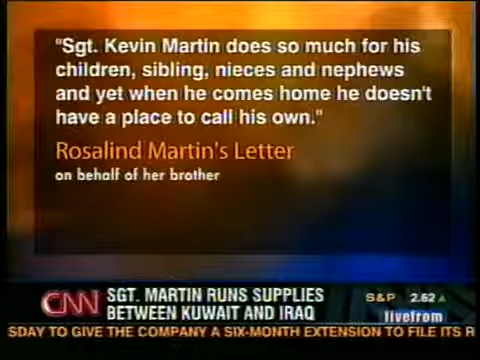 "Sgt. Kevin Martin does so much for his
children, sibling, nieces and nephews
and yet when he comes home he doesn't
have a place to call his own."
Rosalind Martin's Letter
on behalf of her brother
CNN
SGT. MARTIN RUNS SUPPLIES
BETWEEN KUWAIT AND IRAQ
S&P 2.62
livefrom
SDAY TO GIVE THE COMPANY A SIX-MONTH EXTENSION TO FILE ITS R